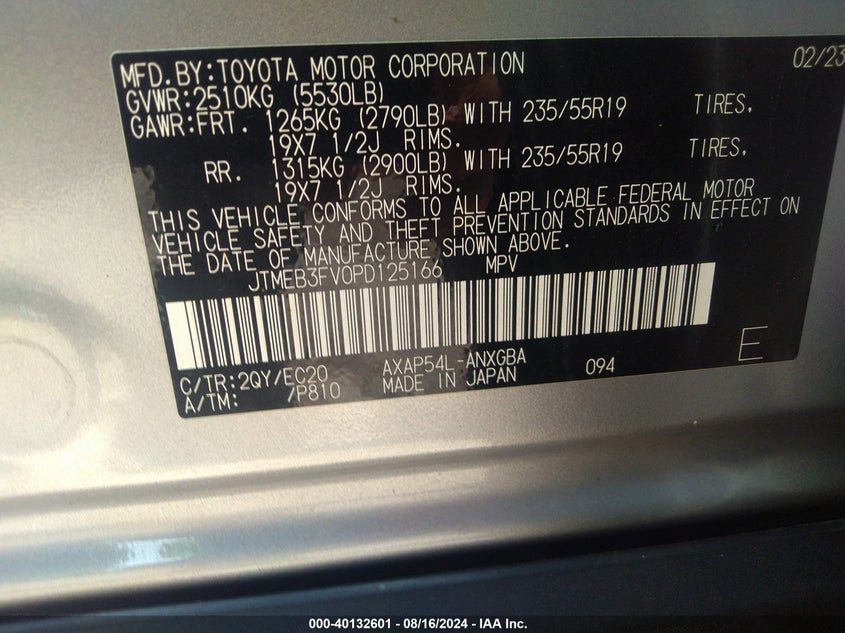 MFD.BY:TOYOTA MOTOR CORPORATION 02/23
GVWR:2510KG (5530LB)
GAWR:FRT. 1265KG (2790LB) WITH 235/55R19 TIRES,
19X7 1/2J RIMS.
RR. 1315KG (2900LB) WITH 235/55R19 TIRES,
19X7 1/2J RIMS.
THIS VEHICLE CONFORMS TO ALL APPLICABLE FEDERAL MOTOR
VEHICLE SAFETY AND THEFT PREVENTION STANDARDS IN EFFECT ON
THE DATE OF MANUFACTURE SHOWN ABOVE.
JTMEB3FV0PD125166 MPV
C/TR:2QY/EC20 AXAP54L-ANXGBA 094 E
A/TM: /P810 MADE IN JAPAN
000-40132601 - 08/16/2024 - IAA Inc.